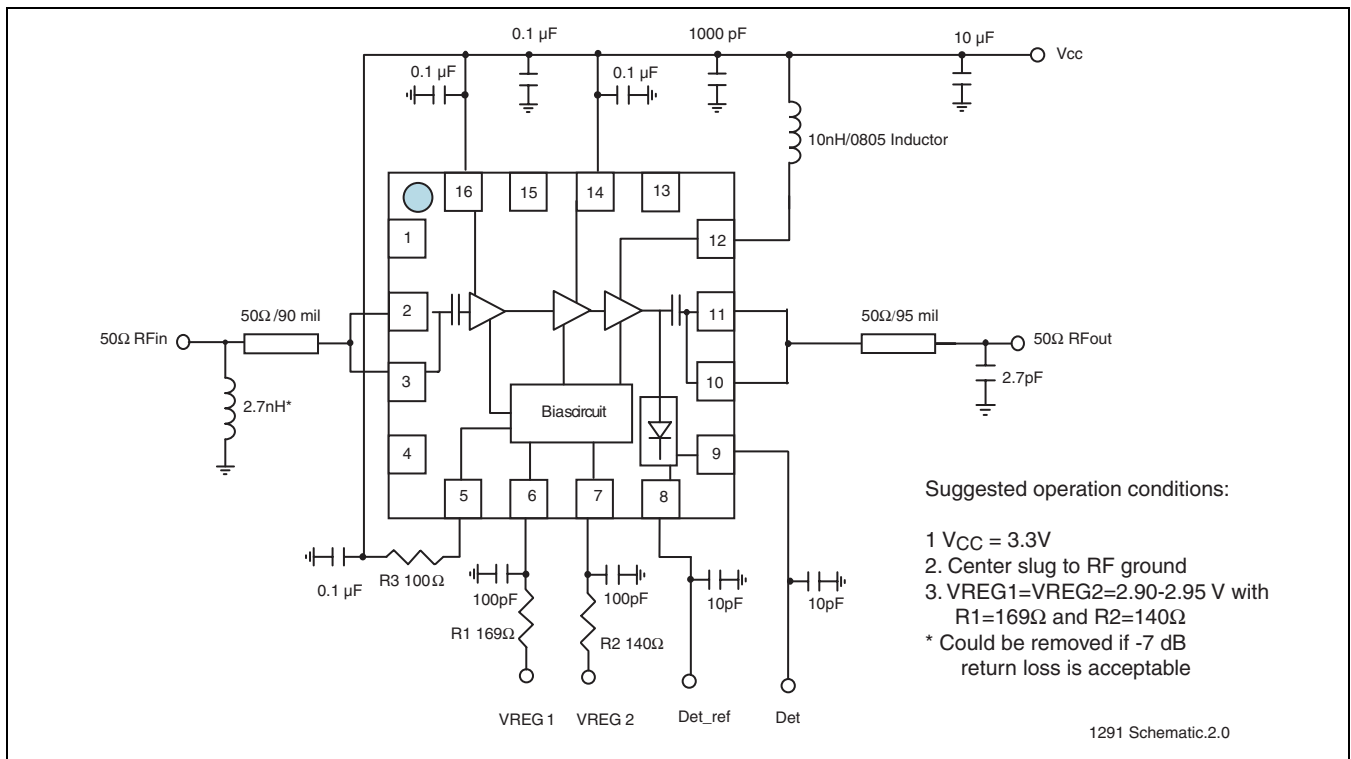 0.1 µF
1000 pF
10 µF
Vcc
0.1 µF
0.1 µF
10nH/0805 Inductor
16
15
14
13
1
12
50Ω/90 mil
2
11
50Ω/95 mil
50Ω RFin
50Ω RFout
3
10
2.7pF
2.7nH*
Biascircuit
4
9
5
6
7
8
Suggested operation conditions:
1 VCC = 3.3V
2. Center slug to RF ground
3. VREG1=VREG2=2.90-2.95 V with
R1=169Ω and R2=140Ω
* Could be removed if -7 dB
return loss is acceptable
0.1 µF
R3 100Ω
100pF
100pF
10pF
10pF
R1 169Ω
R2 140Ω
VREG 1
VREG 2
Det_ref
Det
1291 Schematic.2.0